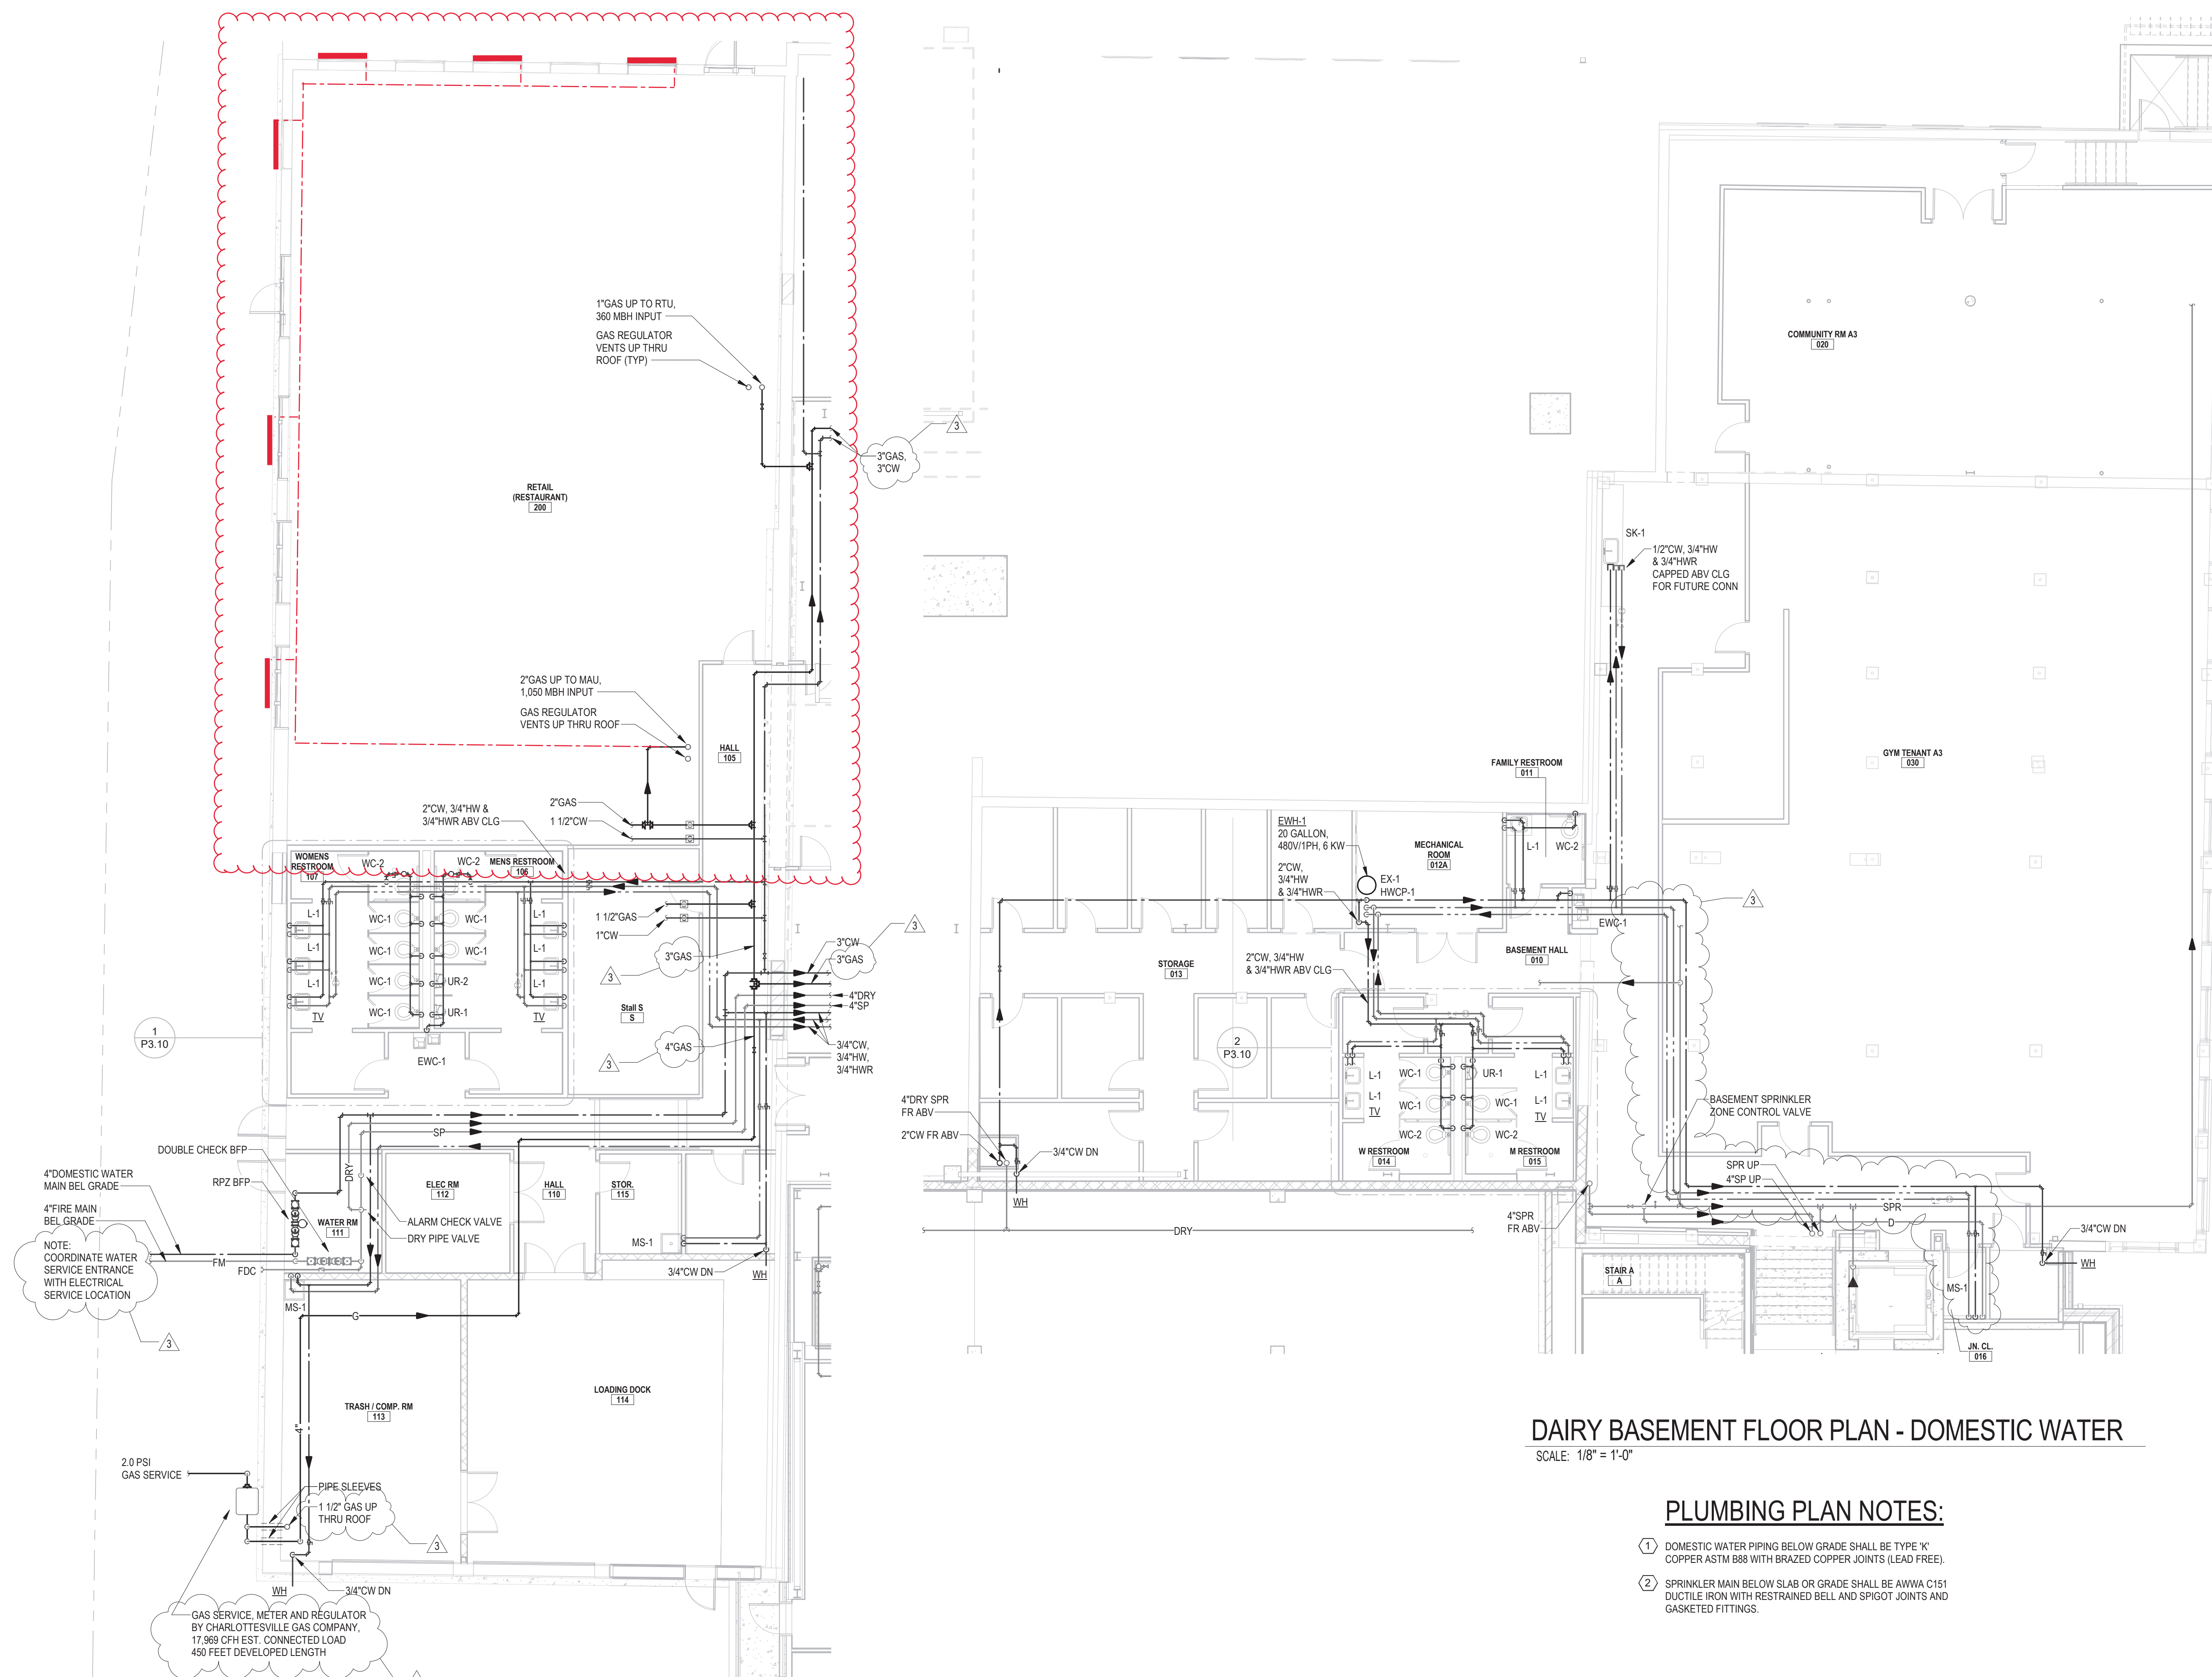 1"GAS UP TO RTU,
360 MBH INPUT
GAS REGULATOR
VENTS UP THRU
ROOF (TYP)
3
3"GAS,
3"CW
RETAIL
(RESTAURANT)
200
2"GAS UP TO MAU,
1,050 MBH INPUT
GAS REGULATOR
VENTS UP THRU ROOF
HALL
105
2"CW, 3/4"HW &
3/4"HWR ABV CLG
2"GAS
1 1/2"CW
WOMENS
RESTROOM
107
WC-2
WC-2
MENS RESTROOM
106
L-1
WC-1
WC-1
L-1
L-1
WC-1
WC-1
L-1
L-1
WC-1
UR-2
L-1
TV
WC-1
UR-1
TV
EWC-1
1
P3.10
1 1/2"GAS
1"CW
3"GAS
3
Stall S
S
4"GAS
3
3
3"CW
3"GAS
4"DRY
4"SP
3/4"CW,
3/4"HW,
3/4"HWR
SP
DRY
DOUBLE CHECK BFP
RPZ BFP
4"DOMESTIC WATER
MAIN BEL GRADE
4"FIRE MAIN
BEL GRADE
NOTE:
COORDINATE WATER
SERVICE ENTRANCE
WITH ELECTRICAL
SERVICE LOCATION
3
FM
FDC
WATER RM
111
ELEC RM
112
HALL
110
STOR.
115
ALARM CHECK VALVE
DRY PIPE VALVE
MS-1
3/4"CW DN
WH
MS-1
G
4"
TRASH / COMP. RM
113
LOADING DOCK
114
2.0 PSI
GAS SERVICE
PIPE SLEEVES
1 1/2" GAS UP
THRU ROOF
3
WH
3/4"CW DN
GAS SERVICE, METER AND REGULATOR
BY CHARLOTTESVILLE GAS COMPANY,
17,969 CFH EST. CONNECTED LOAD
450 FEET DEVELOPED LENGTH
COMMUNITY RM A3
020
SK-1
1/2"CW, 3/4"HW
& 3/4"HWR
CAPPED ABV CLG
FOR FUTURE CONN
GYM TENANT A3
030
FAMILY RESTROOM
011
EWH-1
20 GALLON,
480V/1PH, 6 KW
MECHANICAL
ROOM
012A
L-1
WC-2
2"CW,
3/4"HW
& 3/4"HWR
EX-1
HWCP-1
EWC-1
3
BASEMENT HALL
010
STORAGE
013
2"CW, 3/4"HW
& 3/4"HWR ABV CLG
2
P3.10
L-1
WC-1
UR-1
L-1
L-1
TV
WC-1
WC-1
L-1
TV
WC-2
WC-2
W RESTROOM
014
M RESTROOM
015
4"DRY SPR
FR ABV
2"CW FR ABV
3/4"CW DN
WH
DRY
4"SPR
FR ABV
BASEMENT SPRINKLER
ZONE CONTROL VALVE
SPR UP
4"SP UP
SPR
D
3/4"CW DN
WH
STAIR A
A
MS-1
JN. CL.
016
DAIRY BASEMENT FLOOR PLAN - DOMESTIC WATER
SCALE: 1/8" = 1'-0"
PLUMBING PLAN NOTES:
1 DOMESTIC WATER PIPING BELOW GRADE SHALL BE TYPE 'K'
COPPER ASTM B88 WITH BRAZED COPPER JOINTS (LEAD FREE).
2 SPRINKLER MAIN BELOW SLAB OR GRADE SHALL BE AWWA C151
DUCTILE IRON WITH RESTRAINED BELL AND SPIGOT JOINTS AND
GASKETED FITTINGS.